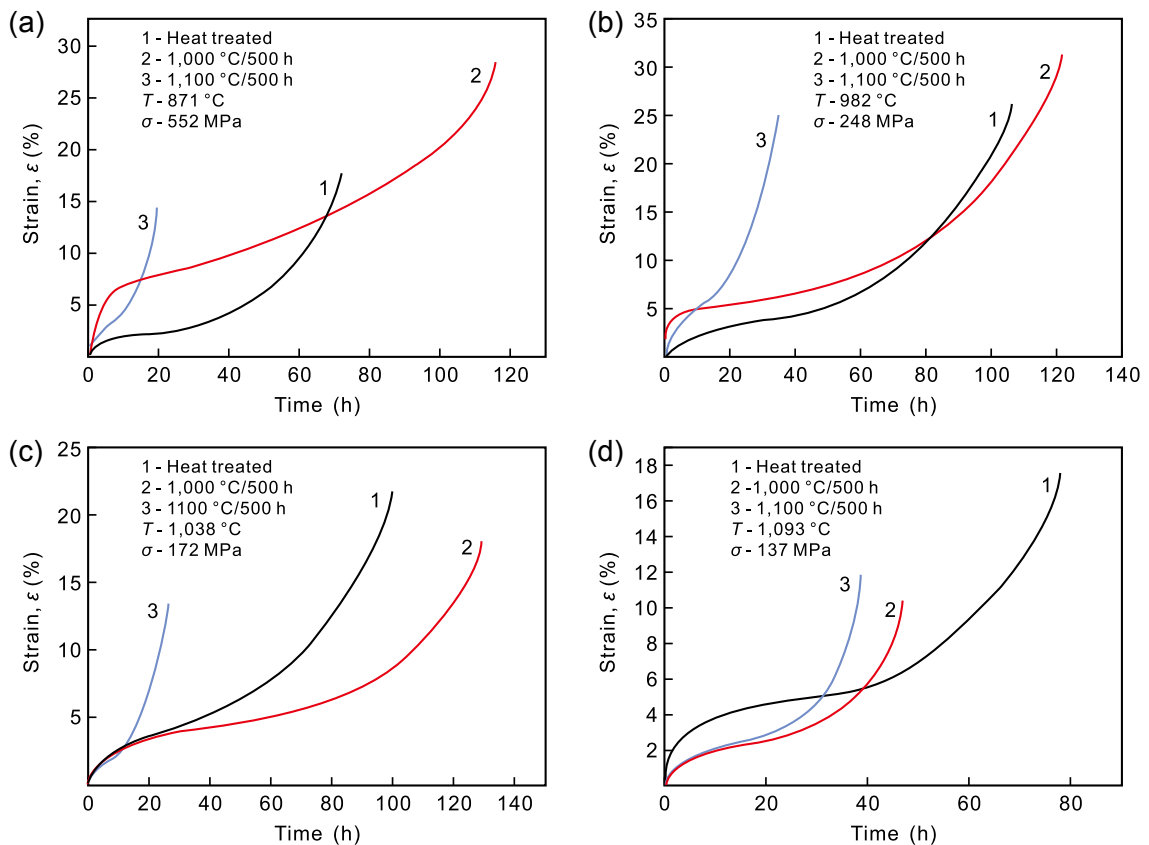 (a)
1 - Heat treated
2 - 1,000 °C/500 h
3 - 1,100 °C/500 h
T - 871 °C
σ - 552 MPa
30
25
20
15
10
5
0 20 40 60 80 100 120
Strain, ε (%)
Time (h)
1
2
3
(b)
1 - Heat treated
2 - 1,000 °C/500 h
3 - 1,100 °C/500 h
T - 982 °C
σ - 248 MPa
35
30
25
20
15
10
5
0 20 40 60 80 100 120 140
Strain, ε (%)
Time (h)
1
2
3
(c)
1 - Heat treated
2 - 1,000 °C/500 h
3 - 1100 °C/500 h
T - 1,038 °C
σ - 172 MPa
25
20
15
10
5
0 20 40 60 80 100 120 140
Strain, ε (%)
Time (h)
1
2
3
(d)
1 - Heat treated
2 -1,000 °C/500 h
3 - 1,100 °C/500 h
T - 1,093 °C
σ - 137 MPa
18
16
14
12
10
8
6
4
2
0 20 40 60 80
Strain, ε (%)
Time (h)
1
2
3